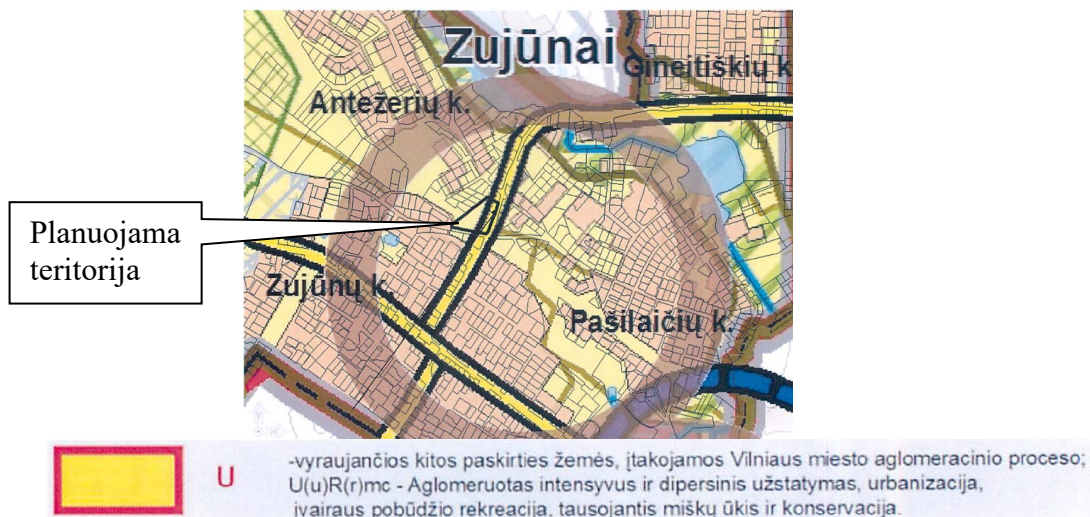 Zujūnai
Gineitiškių k
Antežerių k.
Planuojama
teritorija
Zujūnų k.
Pašilaičių k.
U
-vyraujančios kitos paskirties žemės, įtakojamos Vilniaus miesto aglomeracinio proceso;
U(u)R(r)mc - Aglomeruotas intensyvus ir dipersinis užstatymas, urbanizacija,
įvairaus pobūdžio rekreacija, tausojantis miškų ūkis ir konservacija.